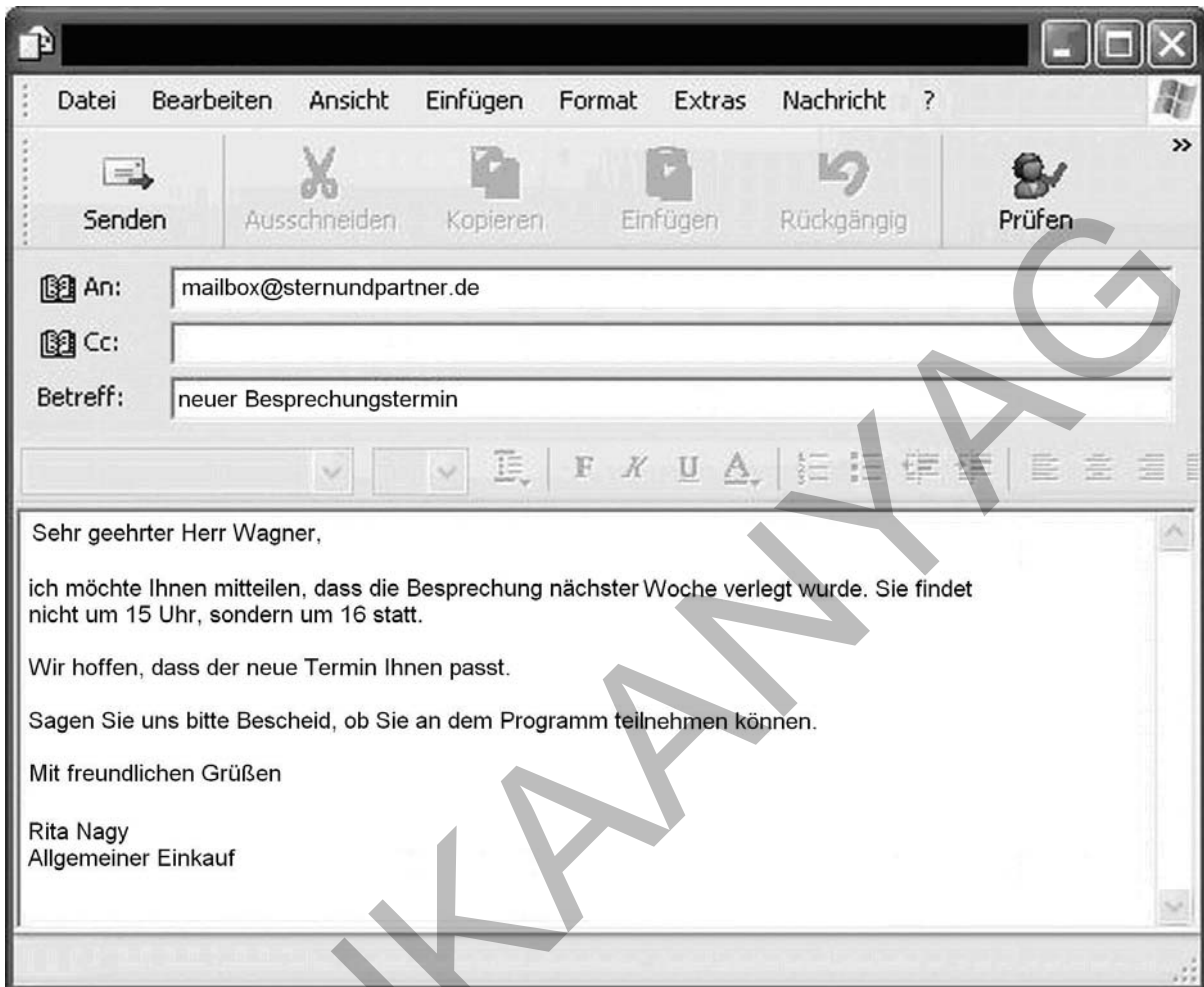 Datei Bearbeiten Ansicht Einfügen Format Extras Nachricht ?
»
Senden Ausschneiden Kopieren Einfügen Rückgängig Prüfen
An: mailbox@sternundpartner.de
Cc:
Betreff: neuer Besprechungstermin
F K U A
Sehr geehrter Herr Wagner,
ich möchte Ihnen mitteilen, dass die Besprechung nächster Woche verlegt wurde. Sie findet
nicht um 15 Uhr, sondern um 16 statt.
Wir hoffen, dass der neue Termin Ihnen passt.
Sagen Sie uns bitte Bescheid, ob Sie an dem Programm teilnehmen können.
Mit freundlichen Grüßen
Rita Nagy
Allgemeiner Einkauf
KAANYAG